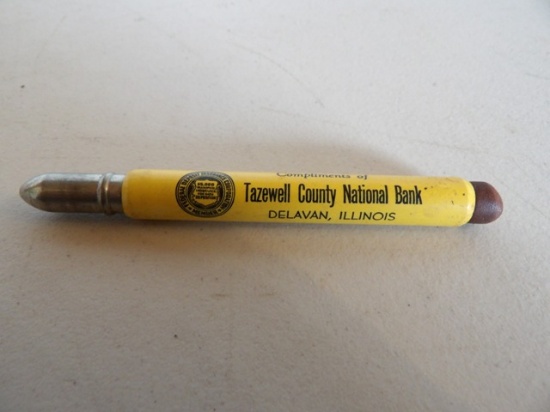 Compliments of
Tazewell County National Bank
DELAVAN, ILLINOIS